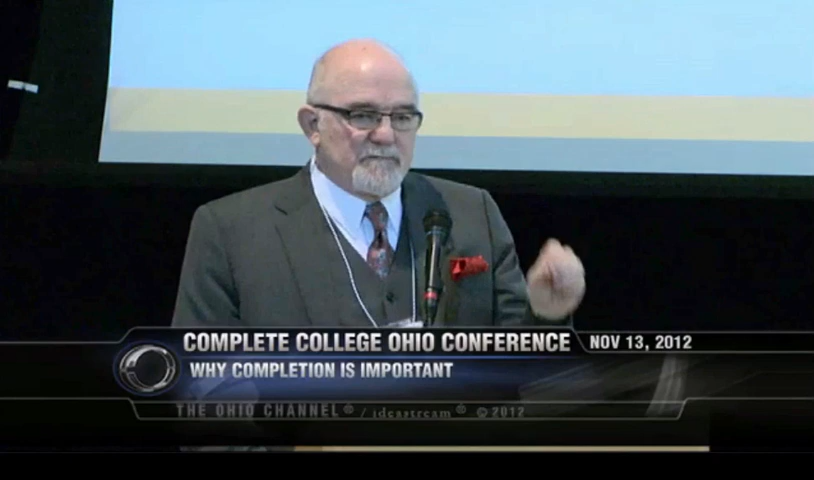 COMPLETE COLLEGE OHIO CONFERENCE NOV 13, 2012
WHY COMPLETION IS IMPORTANT
THE OHIO CHANNEL® / ideastream® © 2012